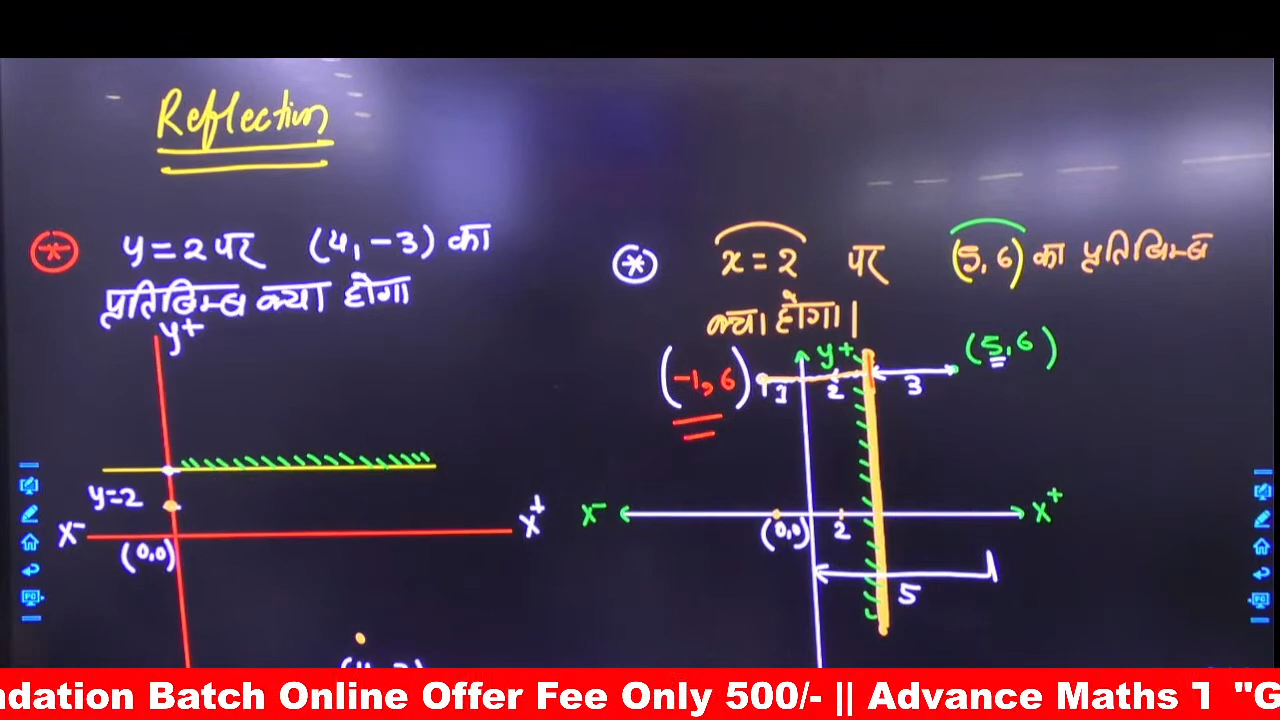 Reflection
* y = 2 पर (4, -3) का
प्रतिबिम्ब क्या होगा
y+
y=2
x-
x+
(0,0)
* x = 2 पर (5, 6) का प्रतिबिम्ब
क्या होगा |
(-1, 6)
y+
(5, 6)
1
2
3
x-
x+
(0,0)
2
5
ndation Batch Online Offer Fee Only 500/- || Advance Maths